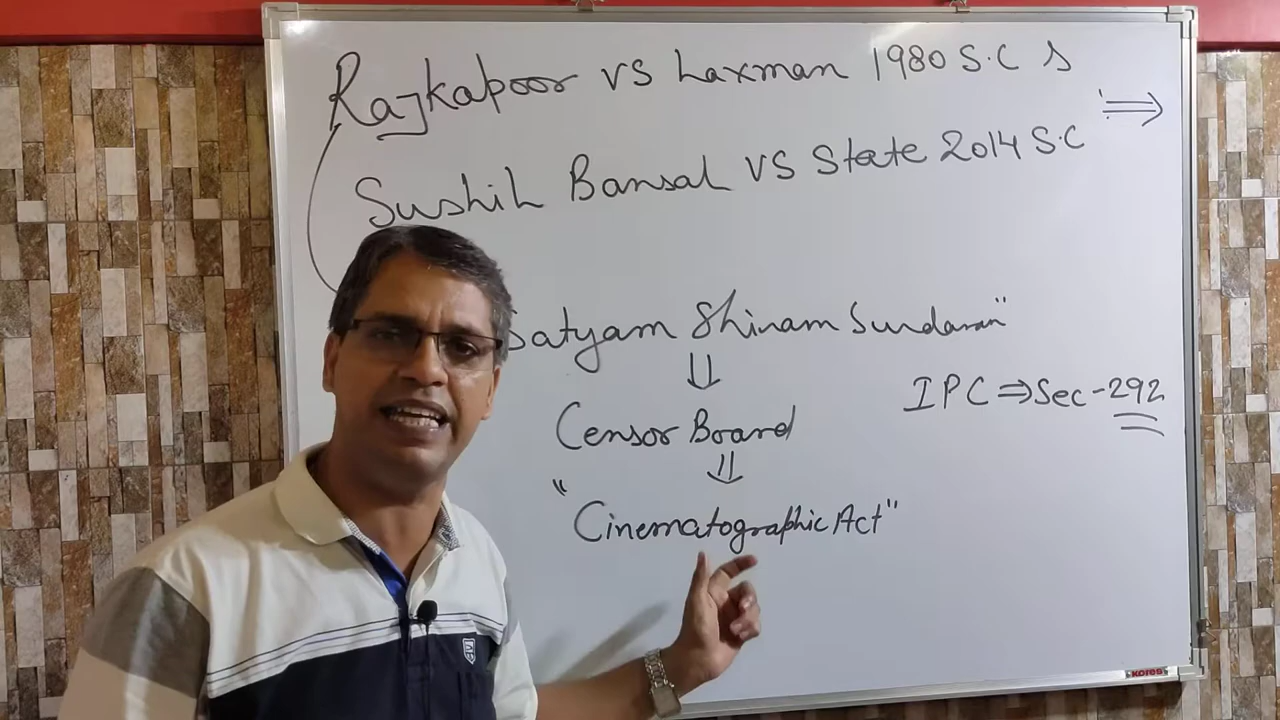 Rajkapoor vs Laxman 1980 S.C
⇒
Sushil Bansal VS State 2014 S.C
Satyam Shivam Sundaram"
⇓
IPC ⇒ Sec-292
Censor Board
⇓
"Cinematographic Act"
KORES